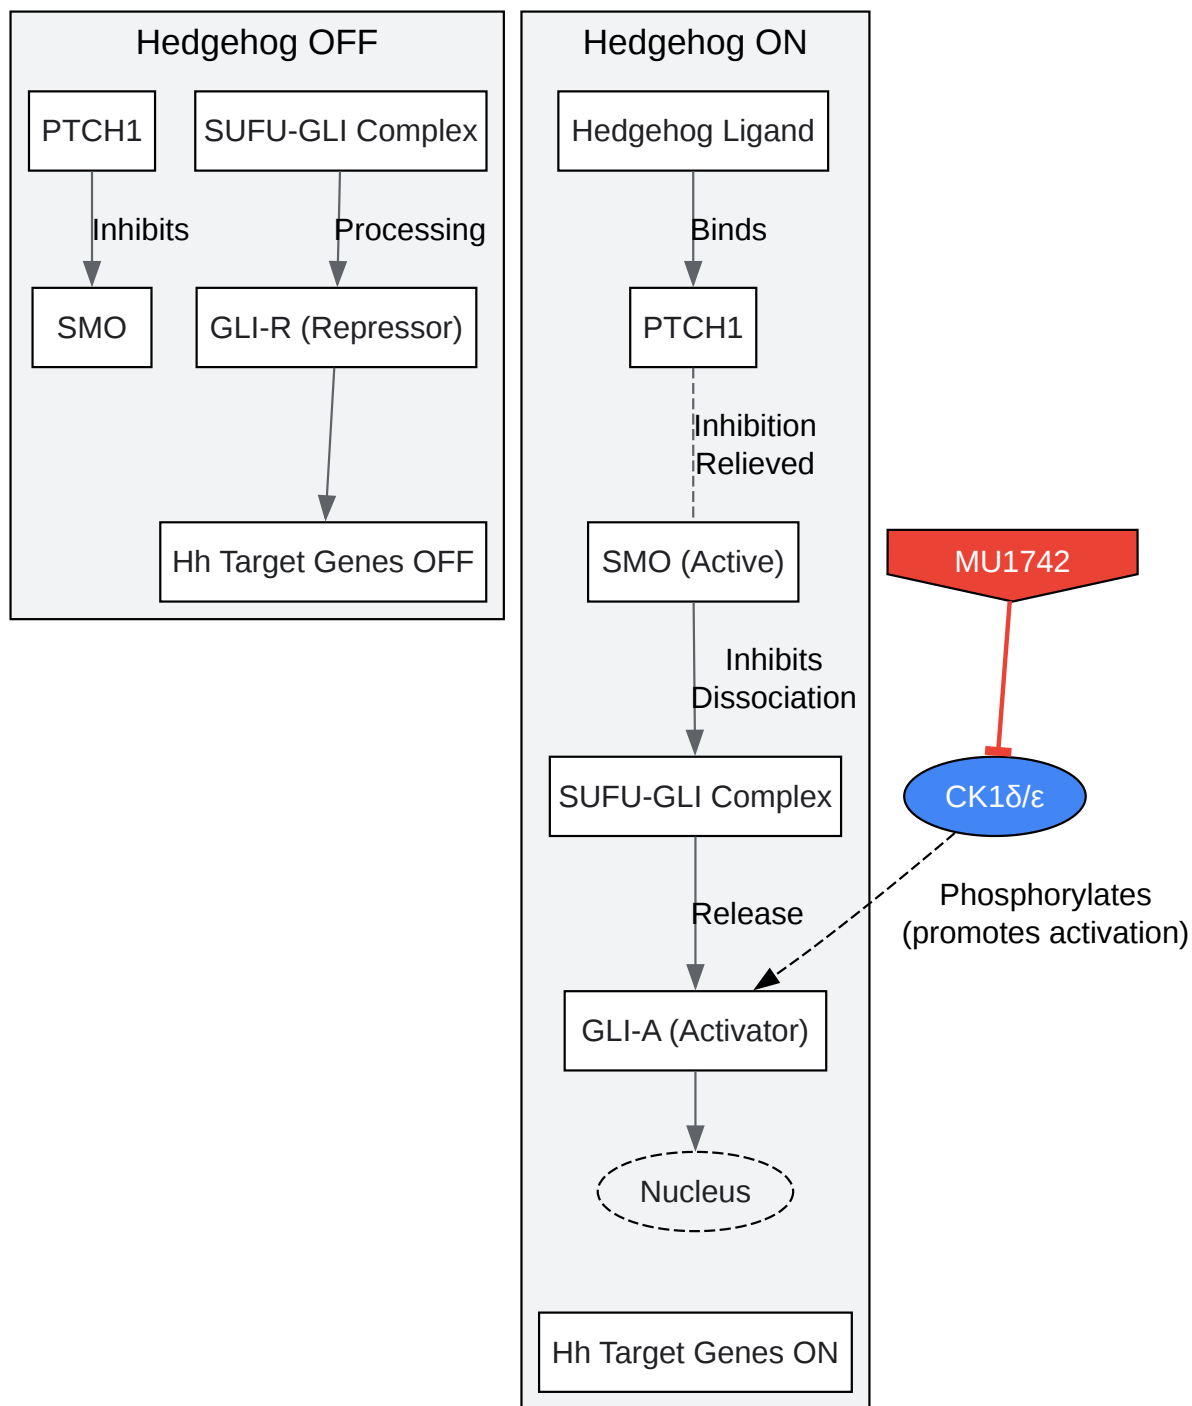 Hedgehog OFF
PTCH1
SUFU-GLI Complex
Inhibits
Processing
SMO
GLI-R (Repressor)
Hh Target Genes OFF
Hedgehog ON
Hedgehog Ligand
Binds
PTCH1
Inhibition
Relieved
SMO (Active)
Inhibits
Dissociation
SUFU-GLI Complex
Release
GLI-A (Activator)
Nucleus
Hh Target Genes ON
MU1742
CK1δ/ε
Phosphorylates
(promotes activation)